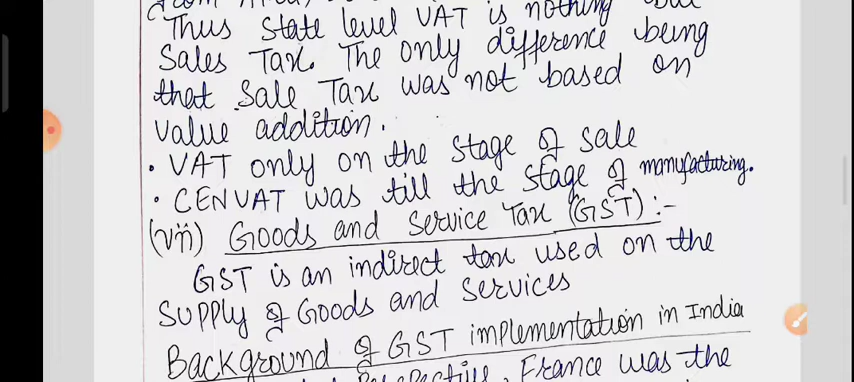 Thus State level VAT is nothing but
Sales Tax. The only difference being
that Sale Tax was not based on
value addition.
• VAT only on the stage of sale
• CENVAT was till the stage of manufacturing.
(vii) Goods and Service Tax (GST) :-
GST is an indirect tax used on the
Supply of Goods and Services
Background of GST implementation in India
Perspective, France was the